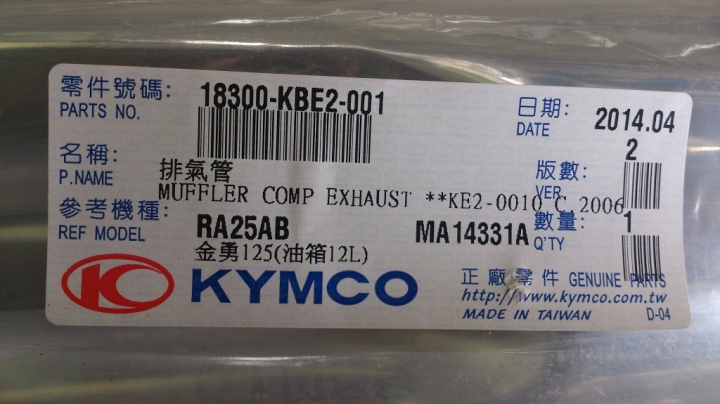 零件號碼: 18300-KBE2-001 日期: 2014.04
PARTS NO. DATE
名稱: 排氣管 版數: 2
P.NAME MUFFLER COMP EXHAUST **KE2-0010 C 2006 VER.
參考機種: RA25AB MA14331A 數量: 1
REF MODEL 金勇125(油箱12L) Q'TY
KC KYMCO 正廠零件 GENUINE PARTS
http://www.kymco.com.tw
MADE IN TAIWAN D-04